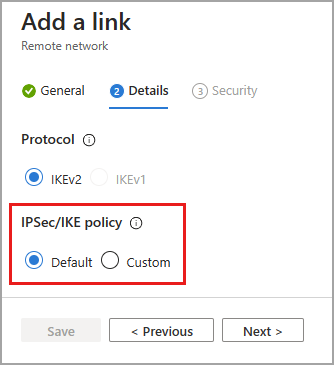 Add a link
Remote network
General 2 Details 3 Security
Protocol
IKEv2 IKEv1
IPSec/IKE policy
Default Custom
Save < Previous Next >